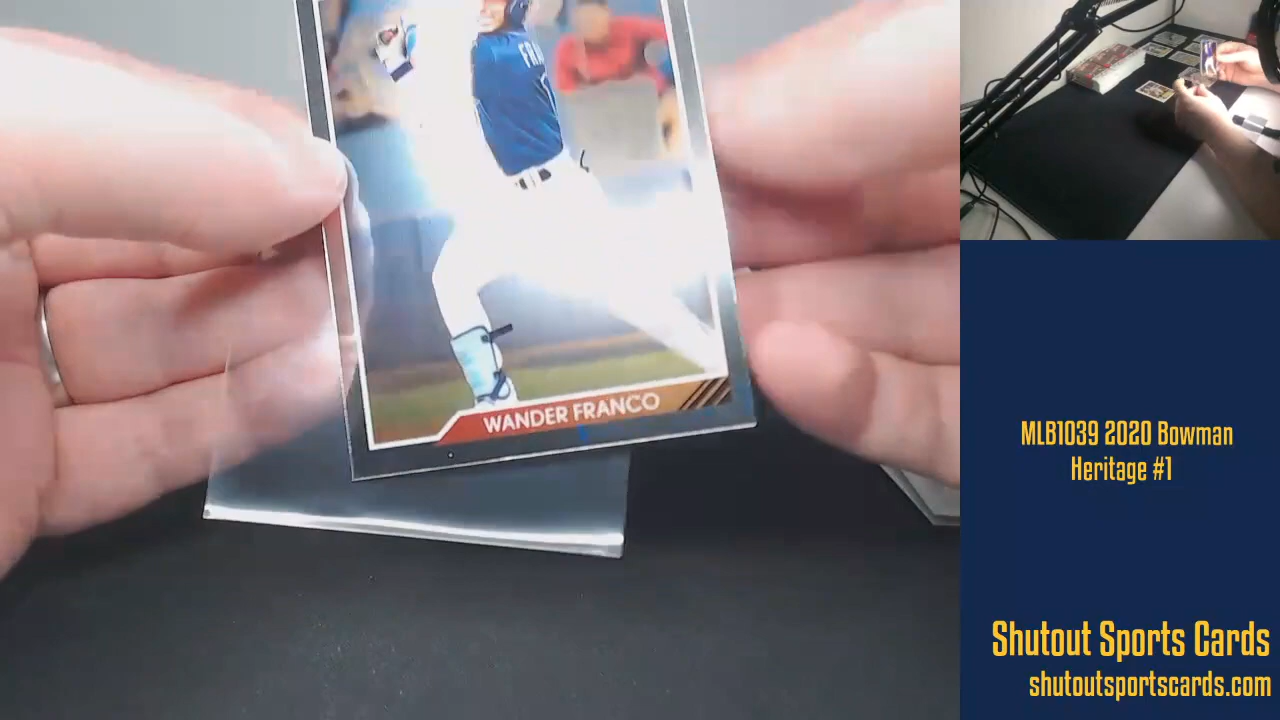 WANDER FRANCO
MLB1039 2020 Bowman
Heritage #1
Shutout Sports Cards
shutoutsportscards.com